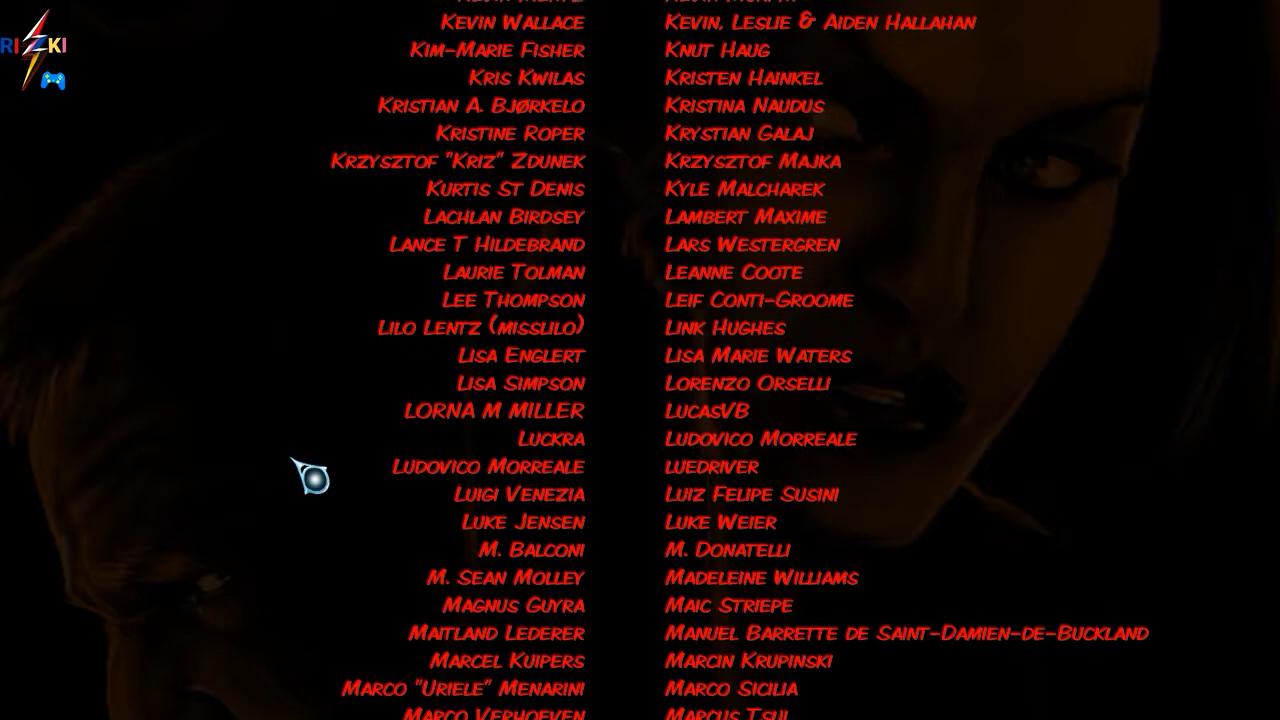 RIZKI
Kevin Wallace Kevin, Leslie & Aiden Hallahan
Kim-Marie Fisher Knut Haug
Kris Kwilas Kristen Hainkel
Kristian A. Bjørkelo Kristina Naudus
Kristine Roper Krystian Galaj
Krzysztof "Kriz" Zdunek Krzysztof Majka
Kurtis St Denis Kyle Malcharek
Lachlan Birdsey Lambert Maxime
Lance T Hildebrand Lars Westergren
Laurie Tolman Leanne Coote
Lee Thompson Leif Conti-Groome
Lilo Lentz (misslilo) Link Hughes
Lisa Englert Lisa Marie Waters
Lisa Simpson Lorenzo Orselli
LORNA M MILLER LucasVB
Luckra Ludovico Morreale
Ludovico Morreale luedriver
Luigi Venezia Luiz Felipe Susini
Luke Jensen Luke Weier
M. Balconi M. Donatelli
M. Sean Molley Madeleine Williams
Magnus Guyra Maic Striepe
Maitland Lederer Manuel Barrette de Saint-Damien-de-Buckland
Marcel Kuipers Marcin Krupinski
Marco "Uriele" Menarini Marco Sicilia
Marco Verhoeven Marcus Tsui